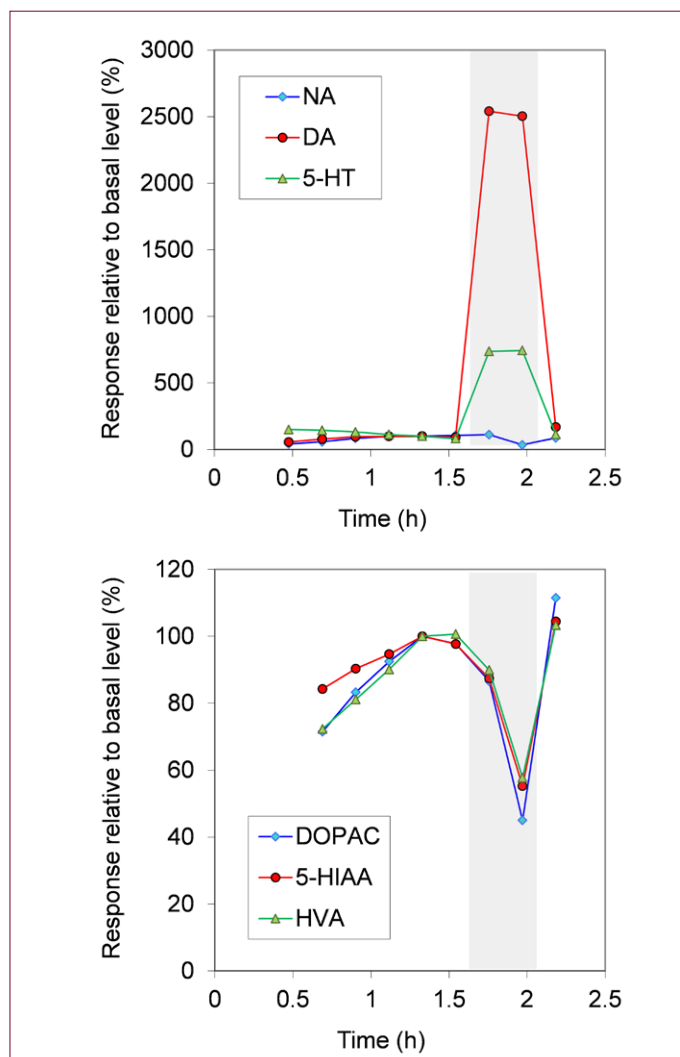 Response relative to basal level (%)
3000
2500
2000
1500
1000
500
0
NA
DA
5-HT
0 0.5 1 1.5 2 2.5
Time (h)
Response relative to basal level (%)
120
100
80
60
40
20
0
DOPAC
5-HIAA
HVA
0 0.5 1 1.5 2 2.5
Time (h)